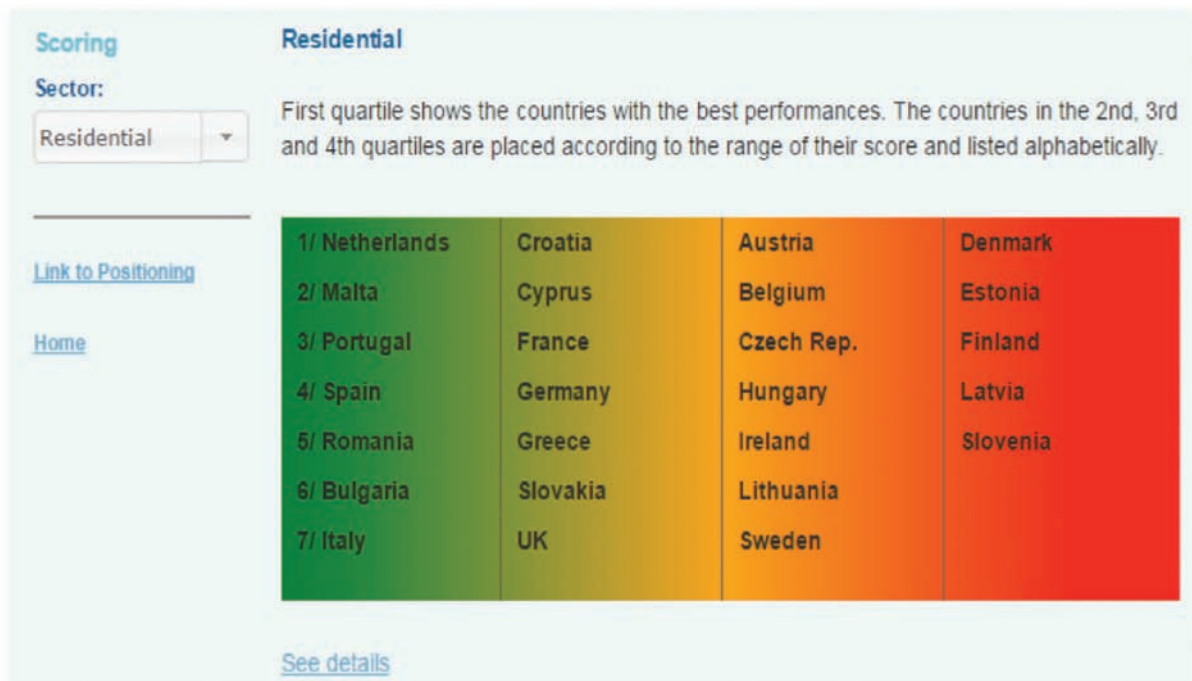 Scoring
Sector:
Residential
Link to Positioning
Home
Residential
First quartile shows the countries with the best performances. The countries in the 2nd, 3rd
and 4th quartiles are placed according to the range of their score and listed alphabetically.
1/ Netherlands Croatia Austria Denmark
2/ Malta Cyprus Belgium Estonia
3/ Portugal France Czech Rep. Finland
4/ Spain Germany Hungary Latvia
5/ Romania Greece Ireland Slovenia
6/ Bulgaria Slovakia Lithuania
7/ Italy UK Sweden
See details